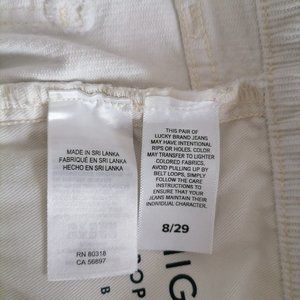 MADE IN SRI LANKA
FABRIQUÉ EN SRI LANKA
HECHO EN SRI LANKA
RN 80318
CA 56897
THIS PAIR OF
LUCKY BRAND JEANS
MAY HAVE INTENTIONAL
RIPS OR HOLES. COLOR
MAY TRANSFER TO LIGHTER
COLORED FABRICS.
AVOID PULLING UP BY
BELT LOOPS, SIMPLY
FOLLOW THE CARE
INSTRUCTIONS TO
ENSURE THAT YOUR
JEANS MAINTAIN THEIR
INDIVIDUAL CHARACTER.
8/29
IG
OP
B